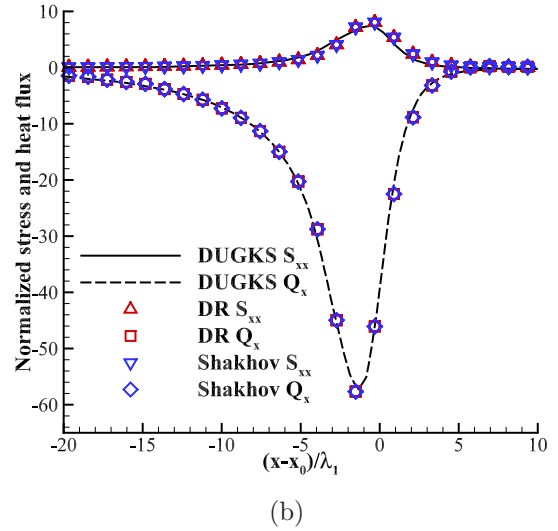 10
0
-10
-20
-30
-40
-50
-60
Normalized stress and heat flux
DUGKS S_xx
DUGKS Q_x
DR S_xx
DR Q_x
Shakhov S_xx
Shakhov Q_x
-20 -15 -10 -5 0 5 10
(x-x_0)/λ_1
(b)